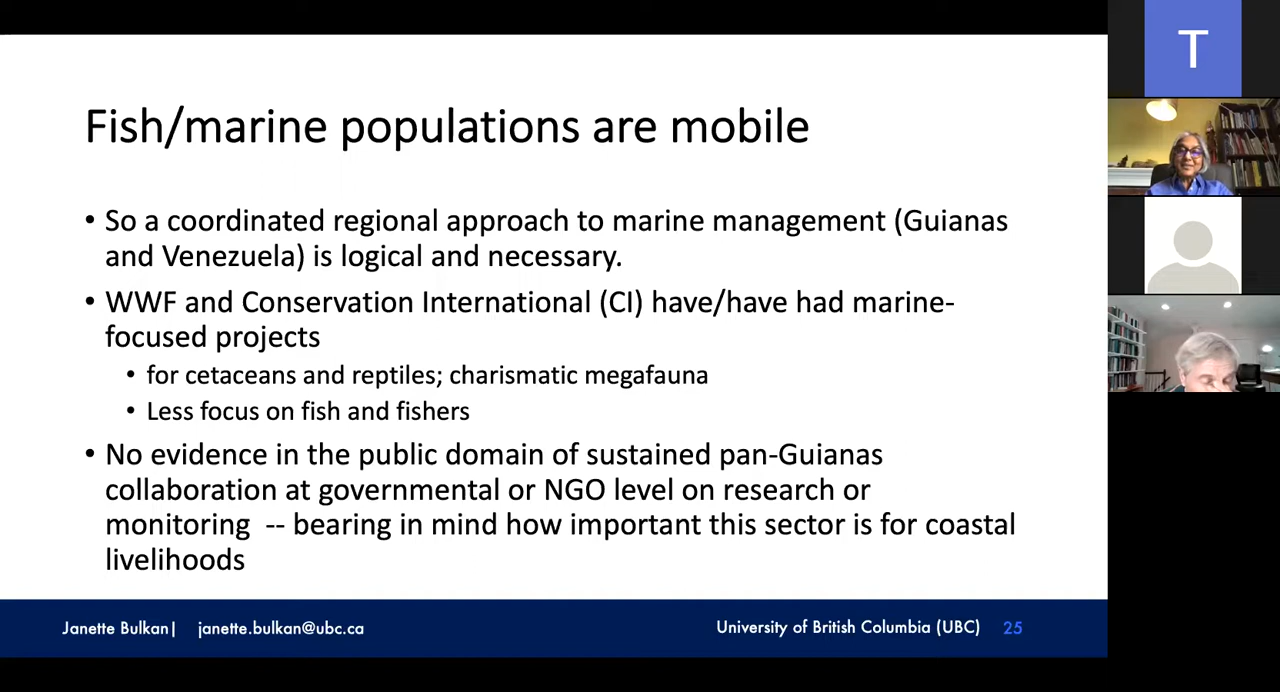 Fish/marine populations are mobile
• So a coordinated regional approach to marine management (Guianas
and Venezuela) is logical and necessary.
• WWF and Conservation International (CI) have/have had marine-
focused projects
• for cetaceans and reptiles; charismatic megafauna
• Less focus on fish and fishers
• No evidence in the public domain of sustained pan-Guianas
collaboration at governmental or NGO level on research or
monitoring -- bearing in mind how important this sector is for coastal
livelihoods
Janette Bulkan| janette.bulkan@ubc.ca
University of British Columbia (UBC) 25
T